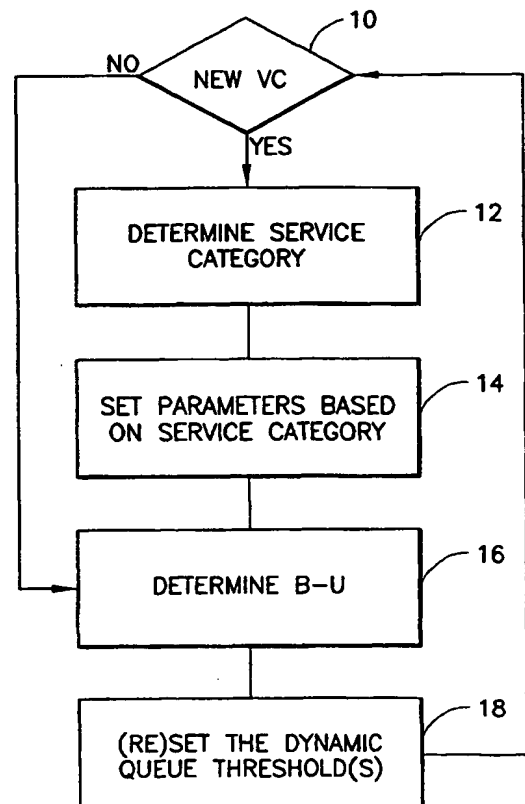 10
NO
NEW VC
YES
12
DETERMINE SERVICE
CATEGORY
14
SET PARAMETERS BASED
ON SERVICE CATEGORY
16
DETERMINE B-U
18
(RE)SET THE DYNAMIC
QUEUE THRESHOLD(S)